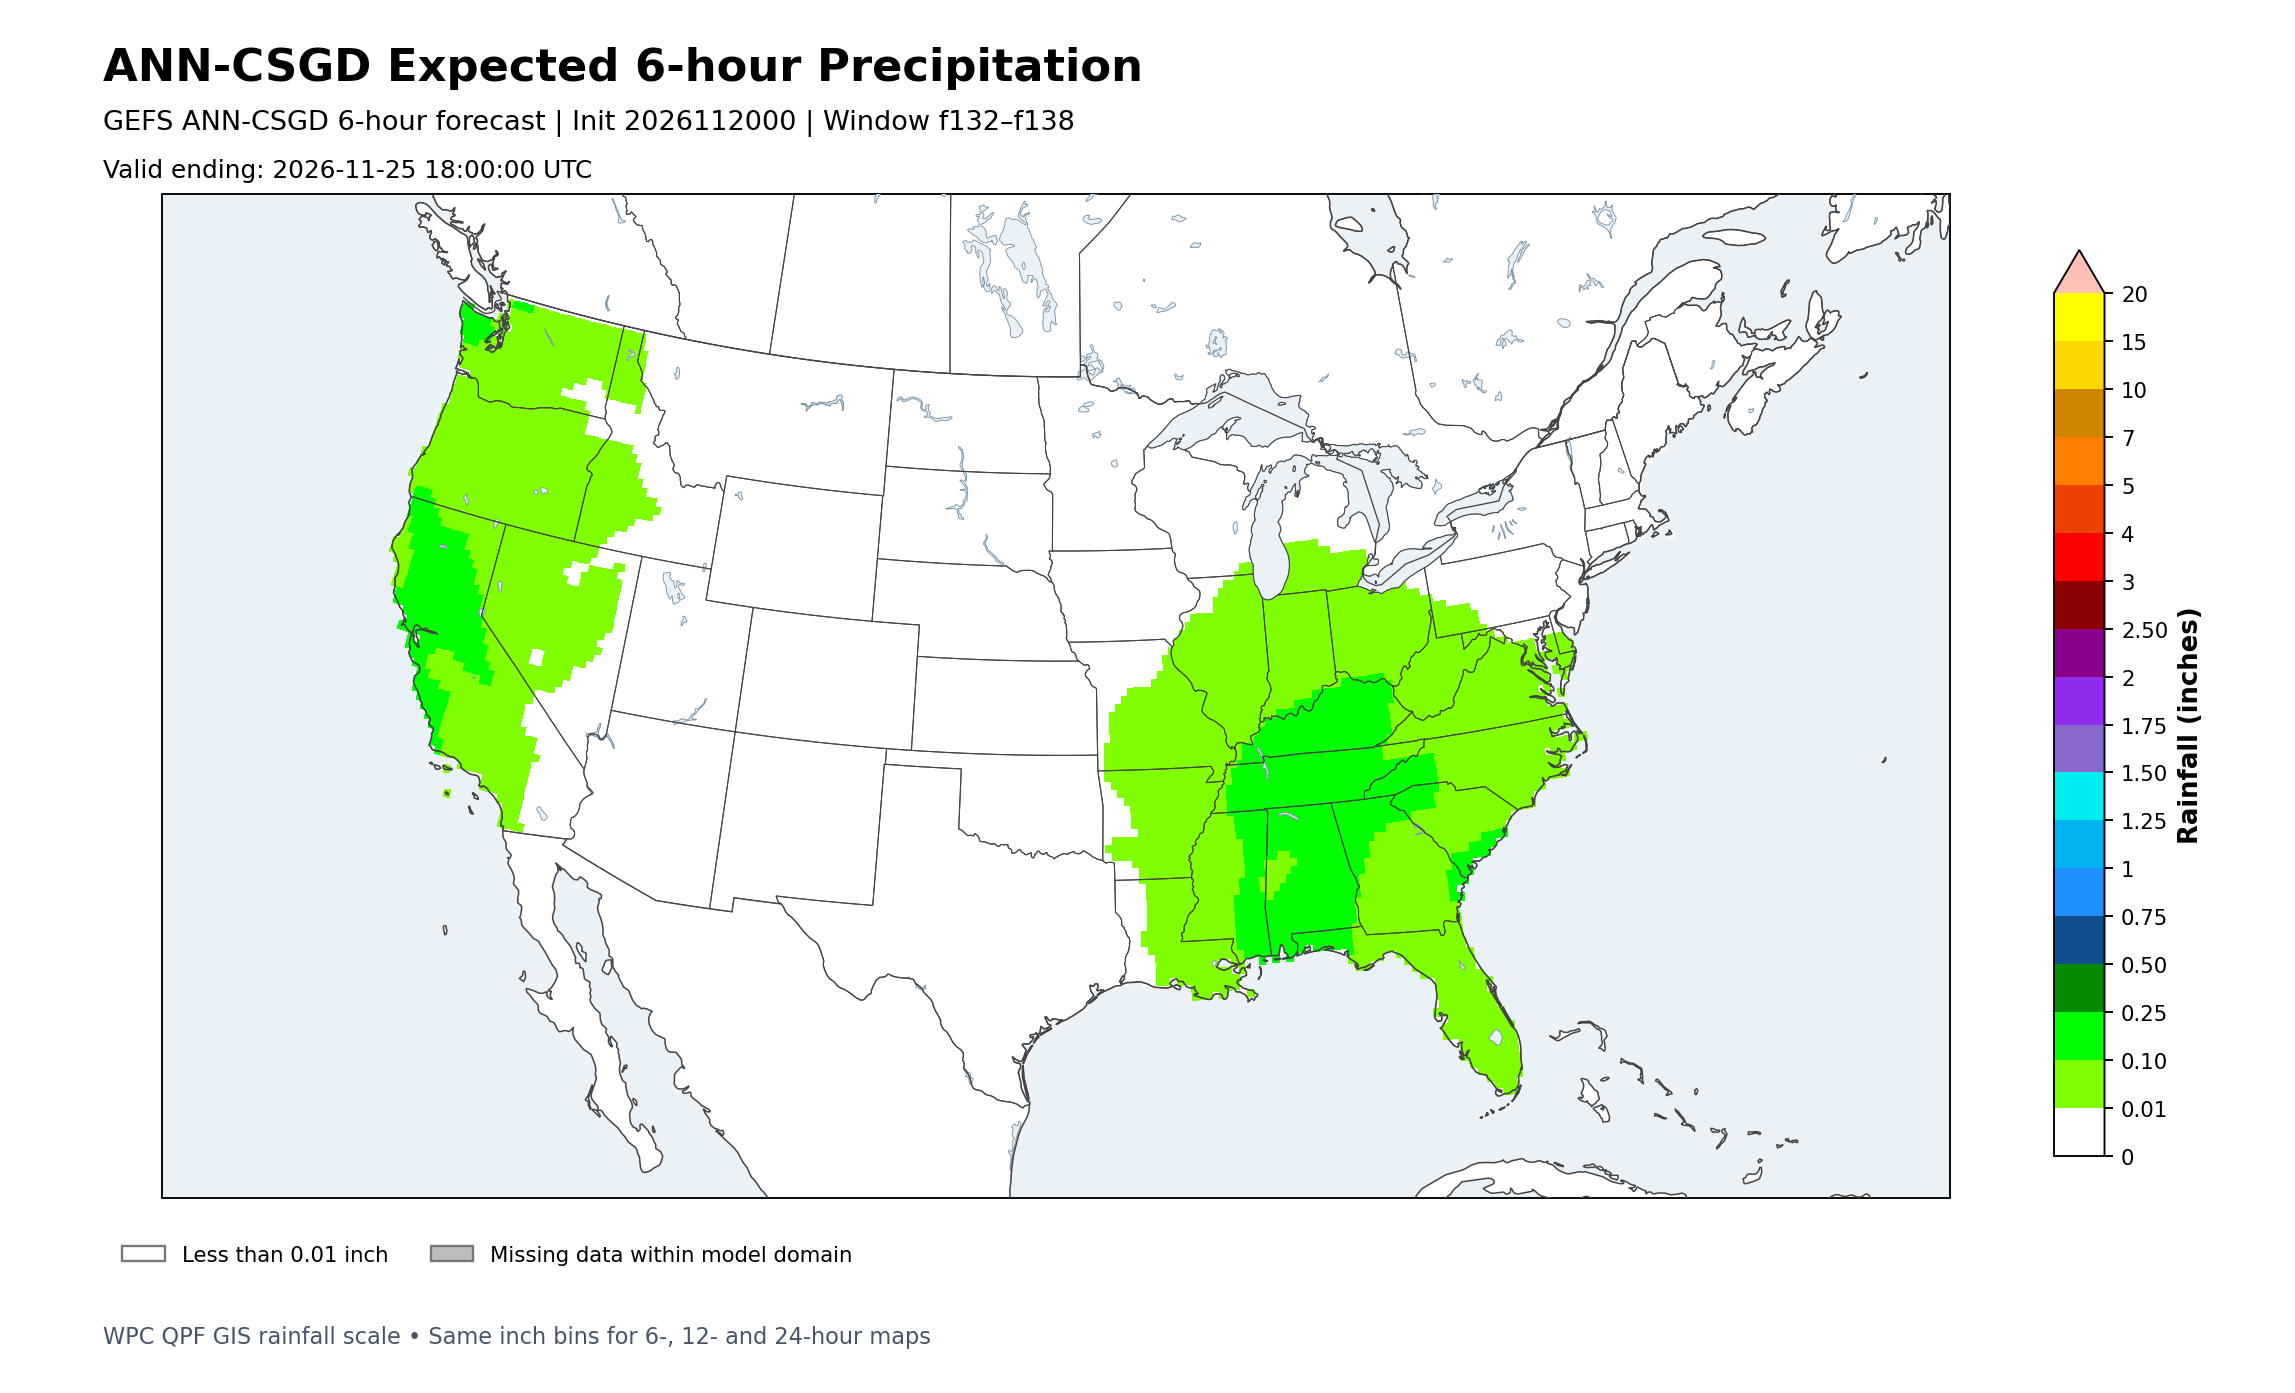 ANN-CSGD Expected 6-hour Precipitation
GEFS ANN-CSGD 6-hour forecast | Init 2026112000 | Window f132–f138
Valid ending: 2026-11-25 18:00:00 UTC
20
15
10
7
5
4
3
2.50
2
1.75
1.50
1.25
1
0.75
0.50
0.25
0.10
0.01
0
Rainfall (inches)
Less than 0.01 inch
Missing data within model domain
WPC QPF GIS rainfall scale • Same inch bins for 6-, 12- and 24-hour maps